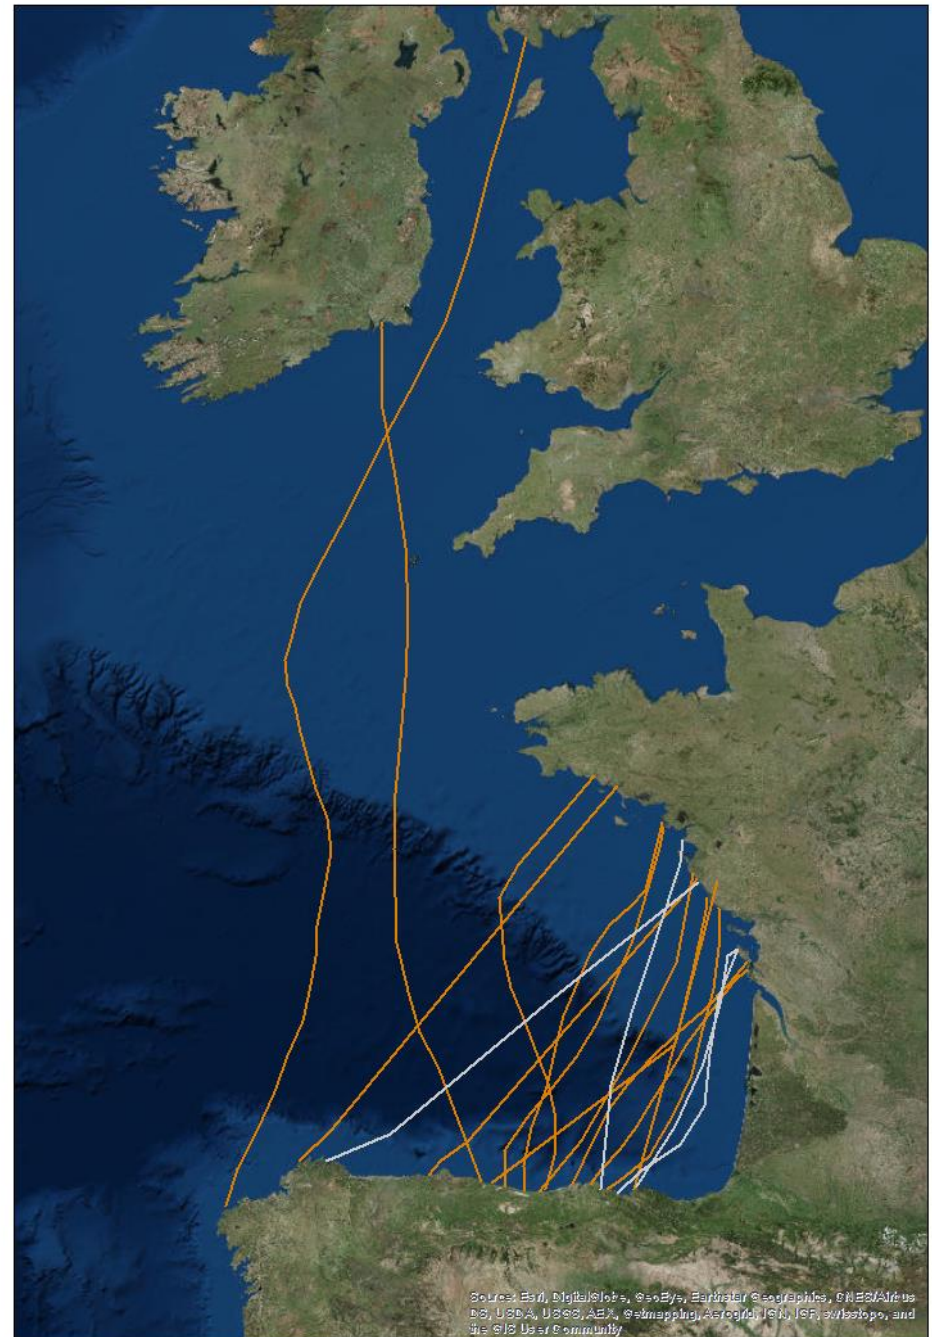 Source: Esri, DigitalGlobe, GeoEye, Earthstar Geographics, CNES/Airbus
DS, USDA, USGS, AEX, Getmapping, Aerogrid, IGN, IGP, swisstopo, and
the GIS User Community